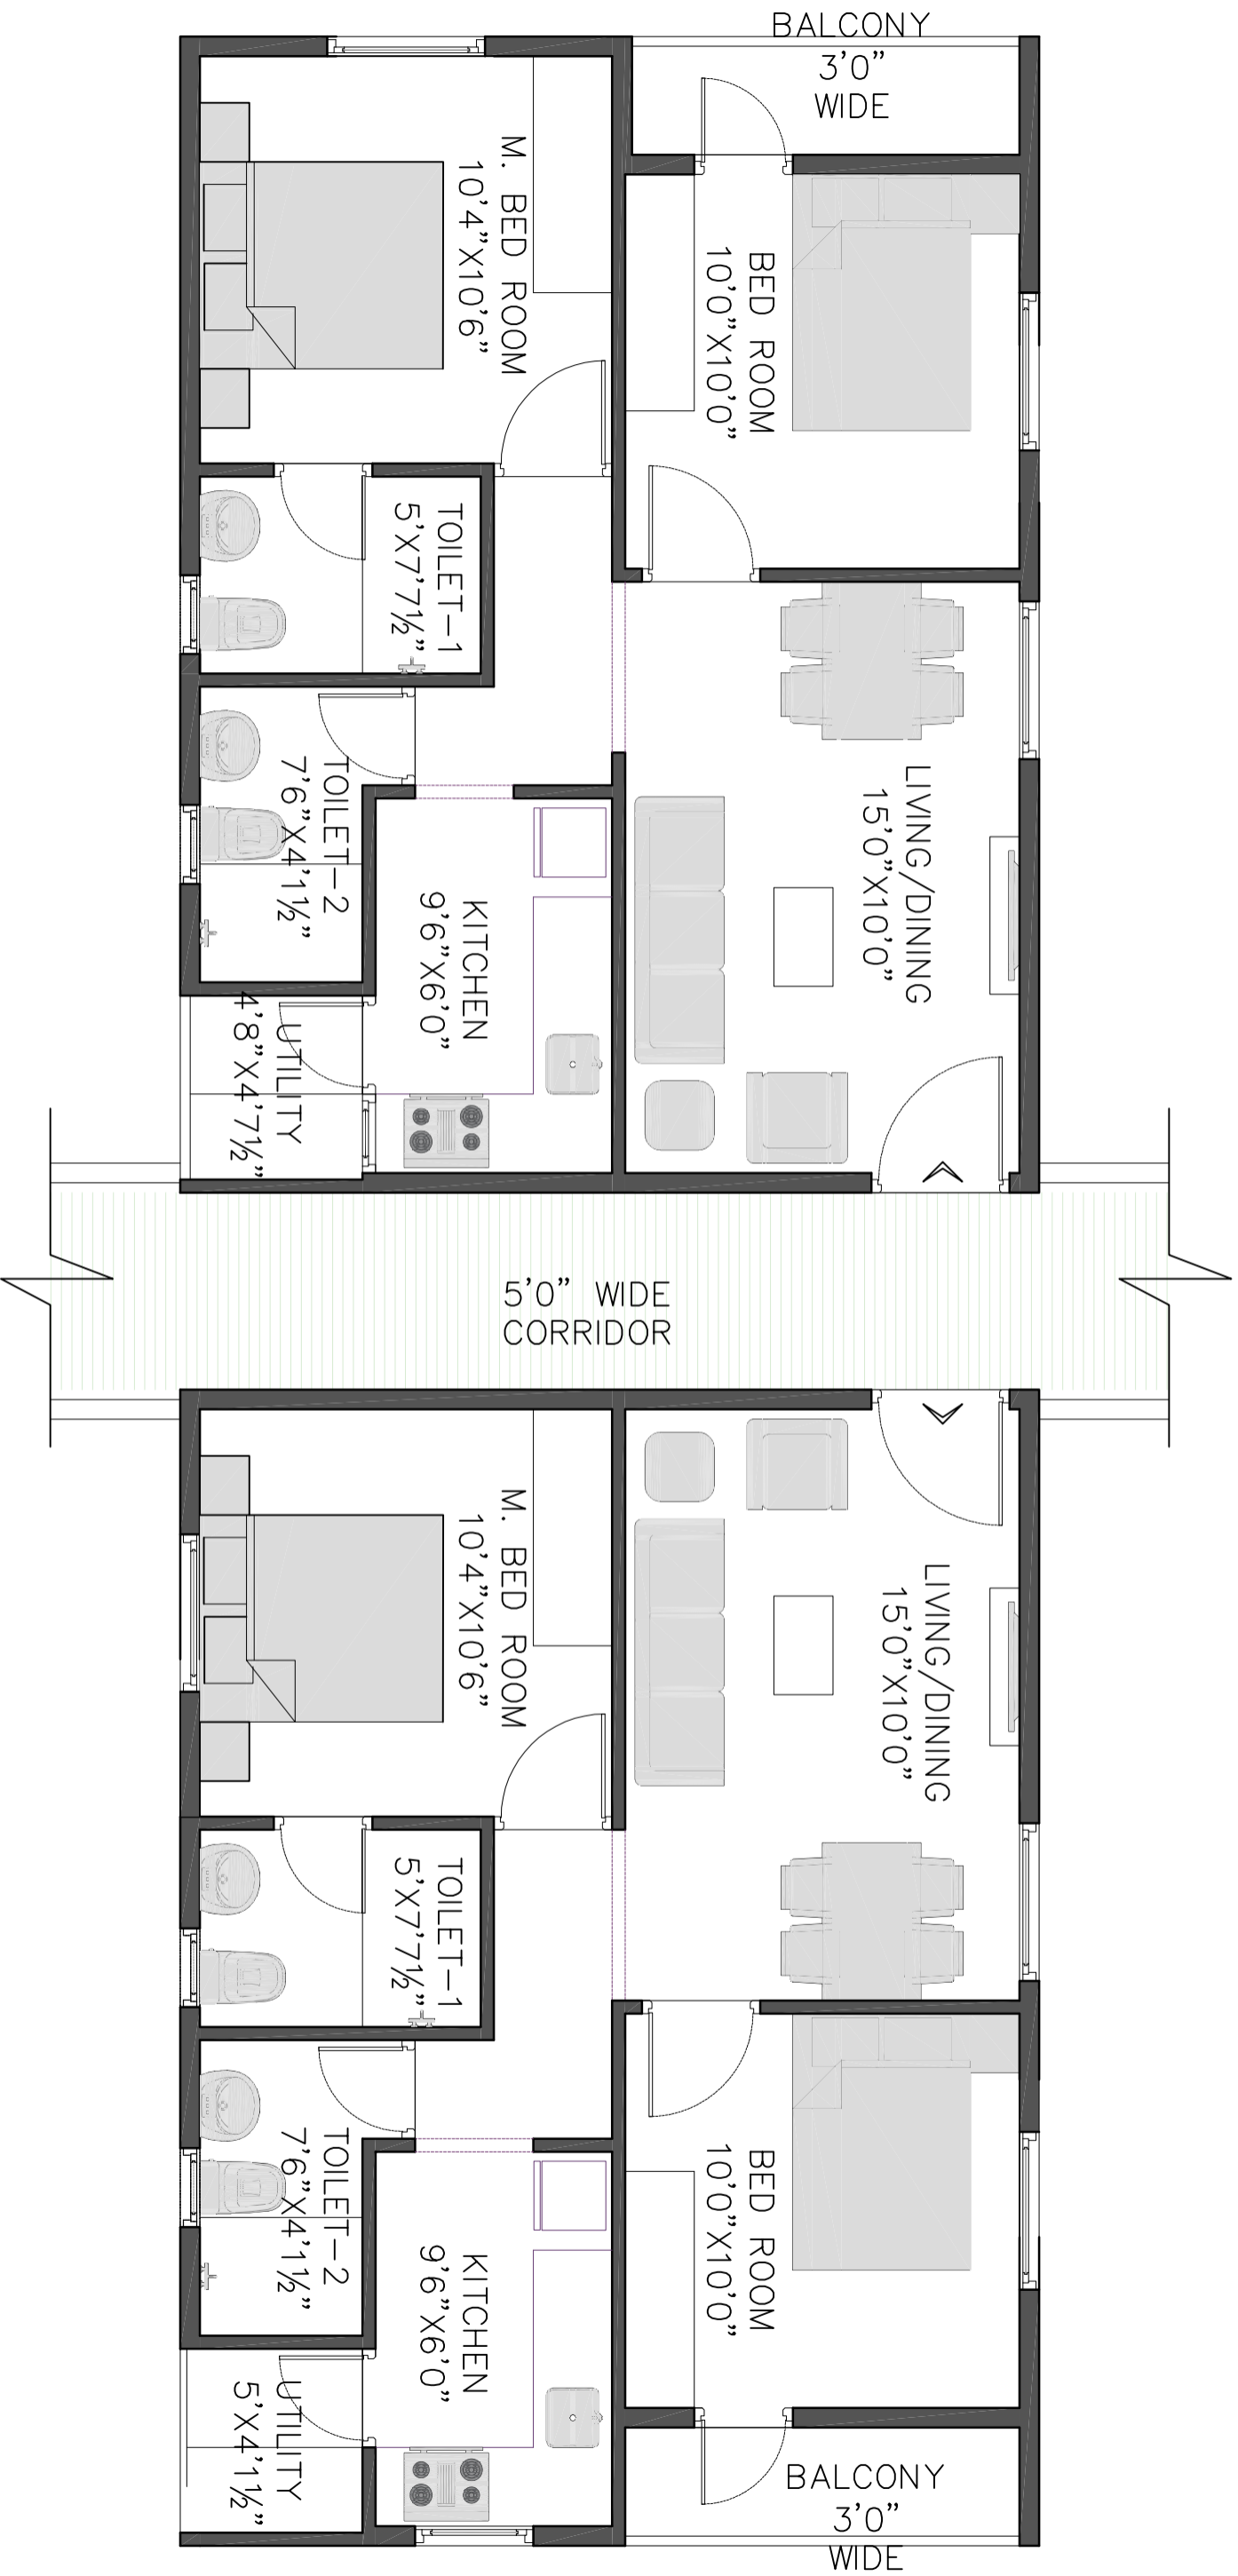 BALCONY
3'0"
WIDE
M. BED ROOM
10'4"X10'6"
BED ROOM
10'0"X10'0"
TOILET-1
5'X7'7½"
TOILET-2
7'6"X4'1½"
LIVING/DINING
15'0"X10'0"
KITCHEN
9'6"X6'0"
UTILITY
4'8"X4'7½"
5'0" WIDE
CORRIDOR
M. BED ROOM
10'4"X10'6"
LIVING/DINING
15'0"X10'0"
TOILET-1
5'X7'7½"
TOILET-2
7'6"X4'1½"
BED ROOM
10'0"X10'0"
KITCHEN
9'6"X6'0"
UTILITY
5'X4'1½"
BALCONY
3'0"
WIDE